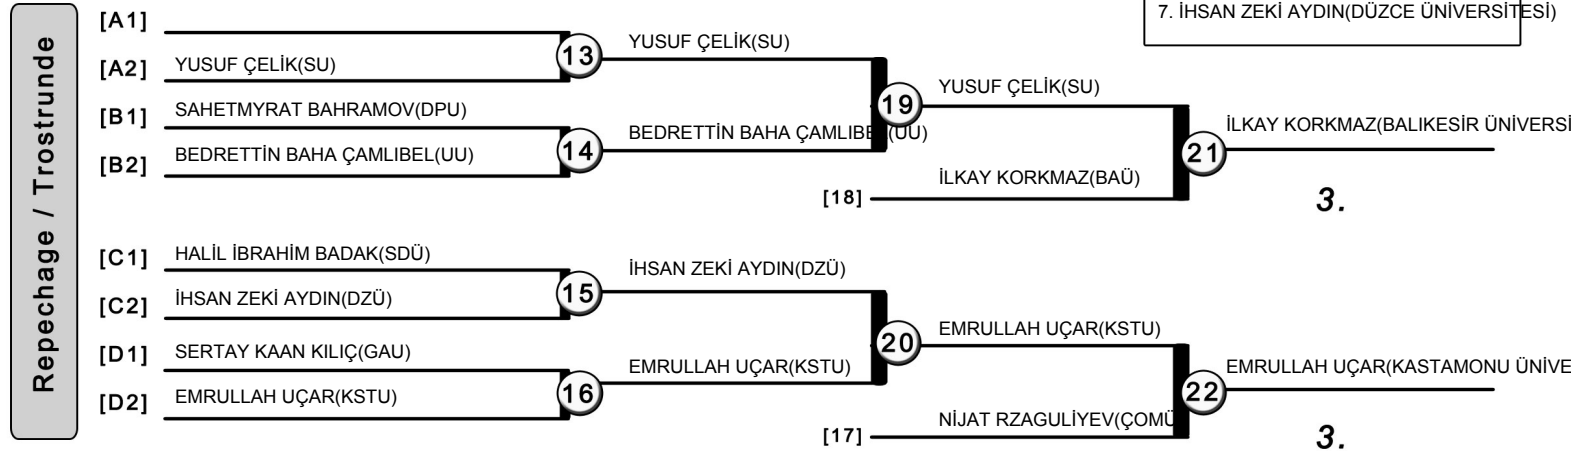 7. İHSAN ZEKİ AYDIN(DÜZCE ÜNİVERSİTESİ)
Repechage / Trostrunde
[A1]
13
YUSUF ÇELİK(SU)
[A2] YUSUF ÇELİK(SU)
19
YUSUF ÇELİK(SU)
[B1] SAHETMYRAT BAHRAMOV(DPU)
14
BEDRETTİN BAHA ÇAMLIBEL(UU)
[B2] BEDRETTİN BAHA ÇAMLIBEL(UU)
21
İLKAY KORKMAZ(BALIKESİR ÜNİVERSİ
[18] İLKAY KORKMAZ(BAÜ)
3.
[C1] HALİL İBRAHİM BADAK(SDÜ)
15
İHSAN ZEKİ AYDIN(DZÜ)
[C2] İHSAN ZEKİ AYDIN(DZÜ)
20
EMRULLAH UÇAR(KSTU)
[D1] SERTAY KAAN KILIÇ(GAU)
16
EMRULLAH UÇAR(KSTU)
[D2] EMRULLAH UÇAR(KSTU)
22
EMRULLAH UÇAR(KASTAMONU ÜNİVE
[17] NİJAT RZAGULİYEV(ÇOMÜ
3.